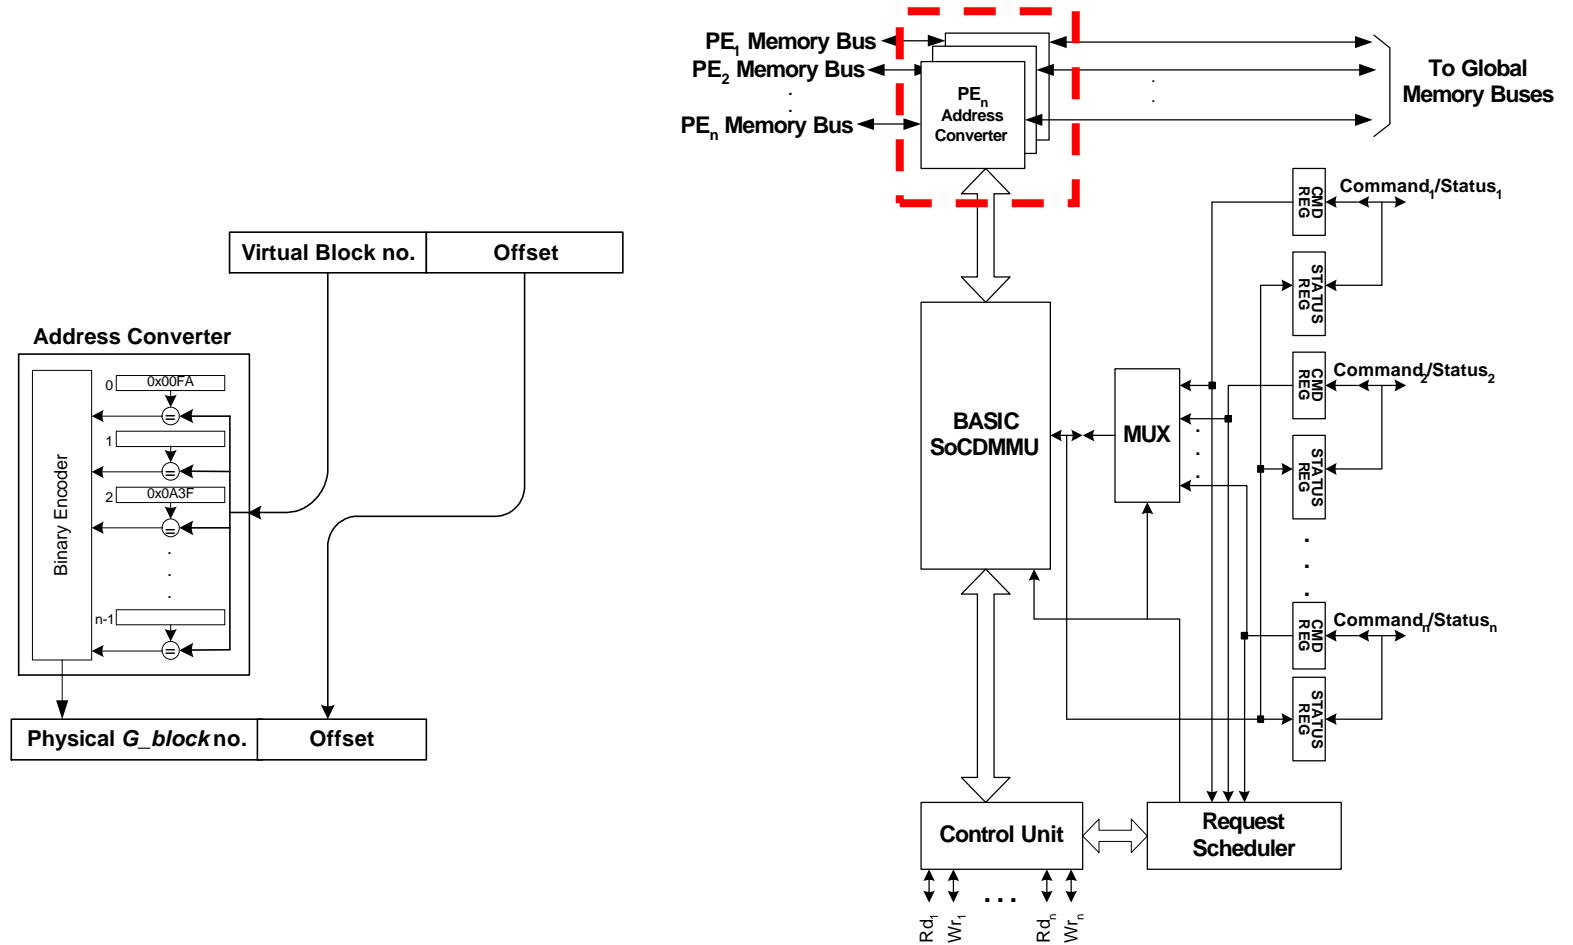 Virtual Block no. Offset
Address Converter
Binary Encoder
0 0x00FA
=
1
=
2 0x0A3F
=
.
.
.
n-1
=
Physical G_block no. Offset
PE1 Memory Bus
PE2 Memory Bus
.
.
PEn Memory Bus
PEn
Address
Converter
.
.
To Global
Memory Buses
CMD
REG
Command1/Status1
STATUS
REG
CMD
REG
Command2/Status2
STATUS
REG
.
.
.
CMD
REG
Commandn/Statusn
STATUS
REG
BASIC
SoCDMMU
MUX
.
.
.
Control Unit
Request
Scheduler
Rd1
Wr1
...
Rdn
Wrn